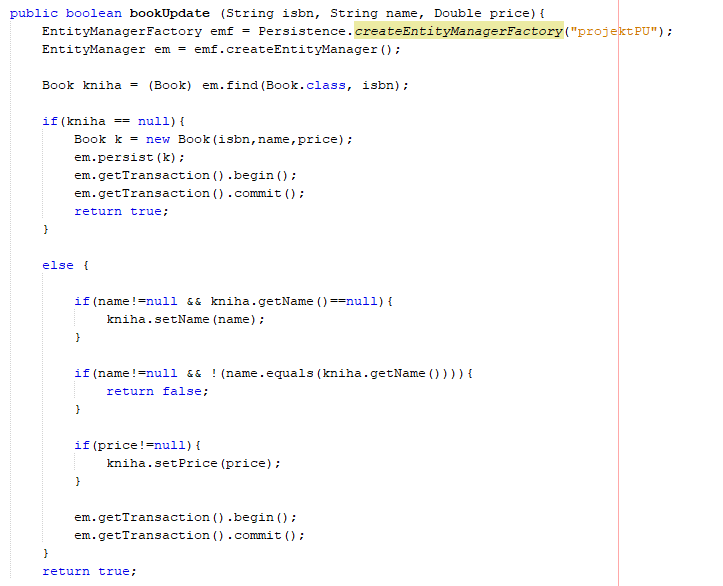 public boolean bookUpdate (String isbn, String name, Double price){
EntityManagerFactory emf = Persistence.createEntityManagerFactory("projektPU");
EntityManager em = emf.createEntityManager();
Book kniha = (Book) em.find(Book.class, isbn);
if(kniha == null){
Book k = new Book(isbn,name,price);
em.persist(k);
em.getTransaction().begin();
em.getTransaction().commit();
return true;
}
else {
if(name!=null && kniha.getName()==null){
kniha.setName(name);
}
if(name!=null && !(name.equals(kniha.getName()))){
return false;
}
if(price!=null){
kniha.setPrice(price);
}
em.getTransaction().begin();
em.getTransaction().commit();
}
return true;